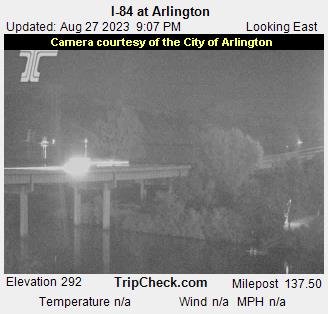 I-84 at Arlington
Updated: Aug 27 2023 9:07 PM Looking East
Camera courtesy of the City of Arlington
Elevation 292 TripCheck.com Milepost 137.50
Temperature n/a Wind n/a MPH n/a